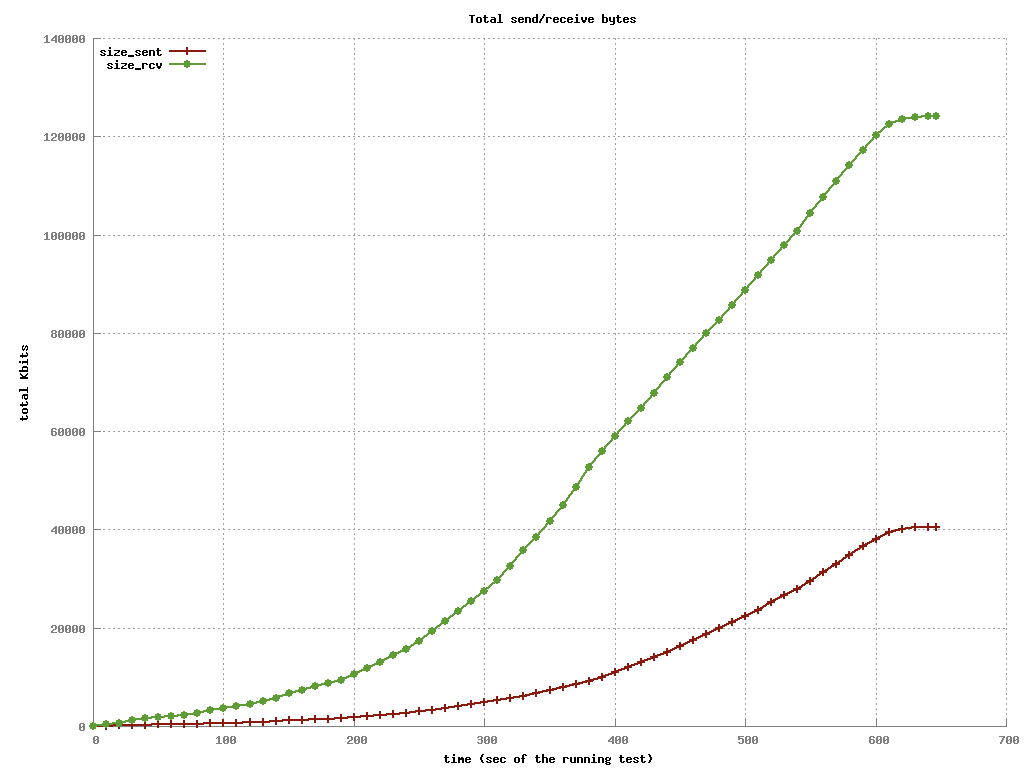 Total send/receive bytes
140000
size_sent
size_rcv
120000
100000
80000
total Kbits
60000
40000
20000
0
0 100 200 300 400 500 600 700
time (sec of the running test)